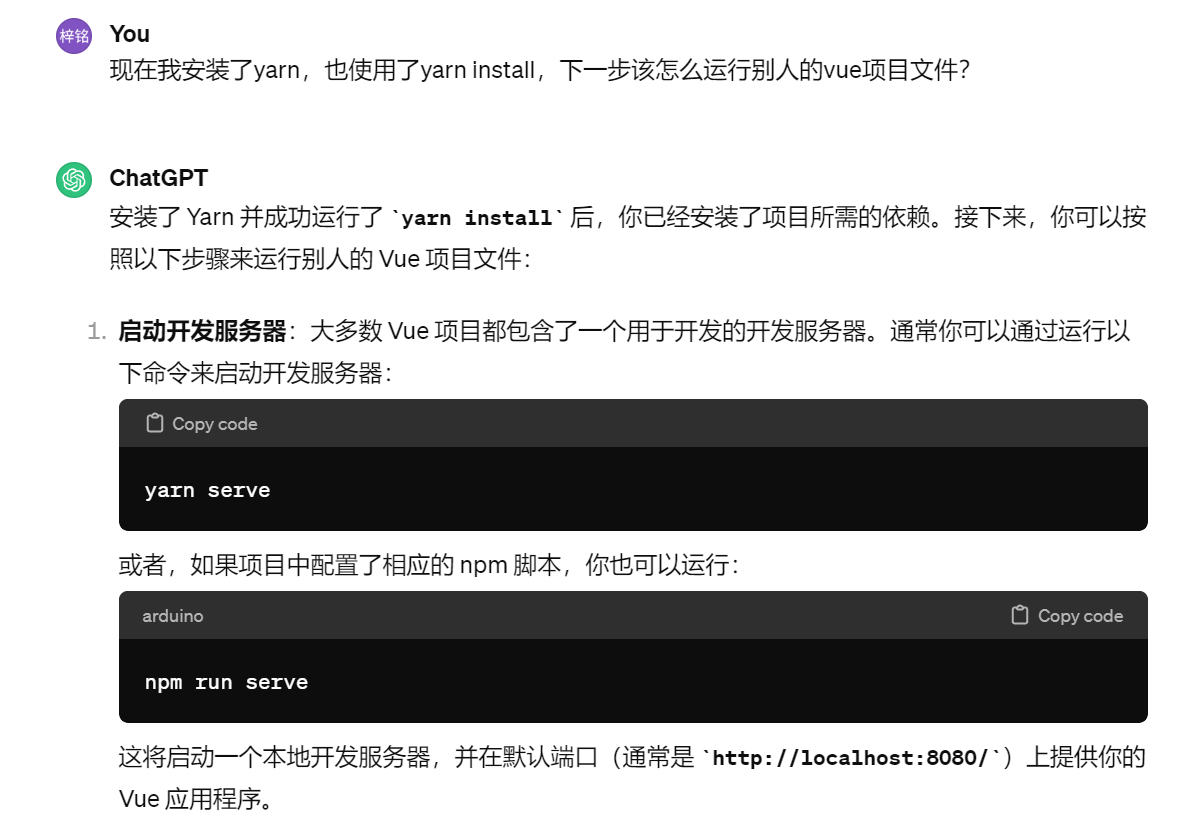 梓铭
You
现在我安装了yarn，也使用了yarn install，下一步该怎么运行别人的vue项目文件？
ChatGPT
安装了 Yarn 并成功运行了 `yarn install` 后，你已经安装了项目所需的依赖。接下来，你可以按
照以下步骤来运行别人的 Vue 项目文件：
1. 启动开发服务器：大多数 Vue 项目都包含了一个用于开发的开发服务器。通常你可以通过运行以
下命令来启动开发服务器：
Copy code
yarn serve
或者，如果项目中配置了相应的 npm 脚本，你也可以运行：
arduino Copy code
npm run serve
这将启动一个本地开发服务器，并在默认端口（通常是 `http://localhost:8080/`）上提供你的
Vue 应用程序。